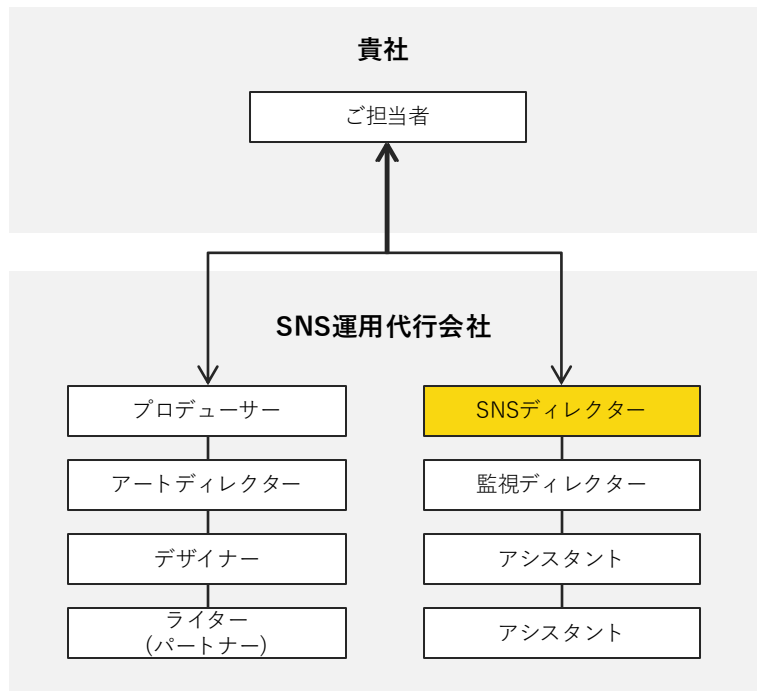 貴社
ご担当者
SNS運用代行会社
プロデューサー
アートディレクター
デザイナー
ライター
(パートナー)
SNSディレクター
監視ディレクター
アシスタント
アシスタント